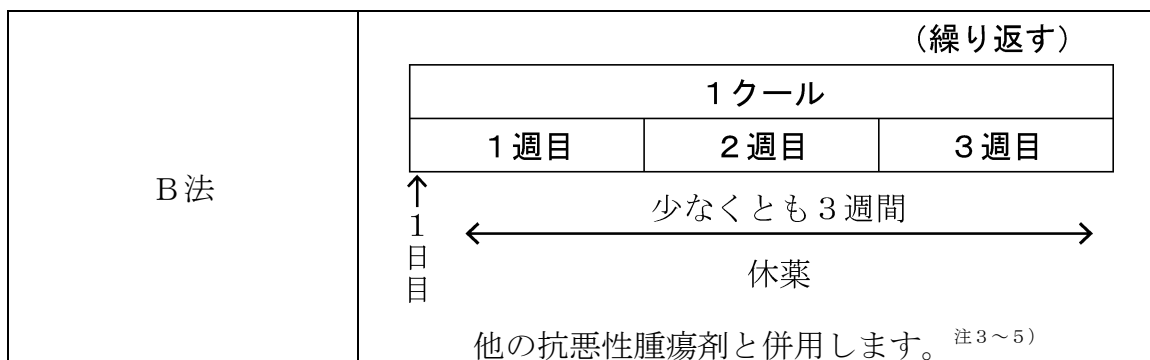 (繰り返す)
1クール
1週目 2週目 3週目
B法
↑ 少なくとも3週間
1日目
休薬
他の抗悪性腫瘍剤と併用します。注3~5)